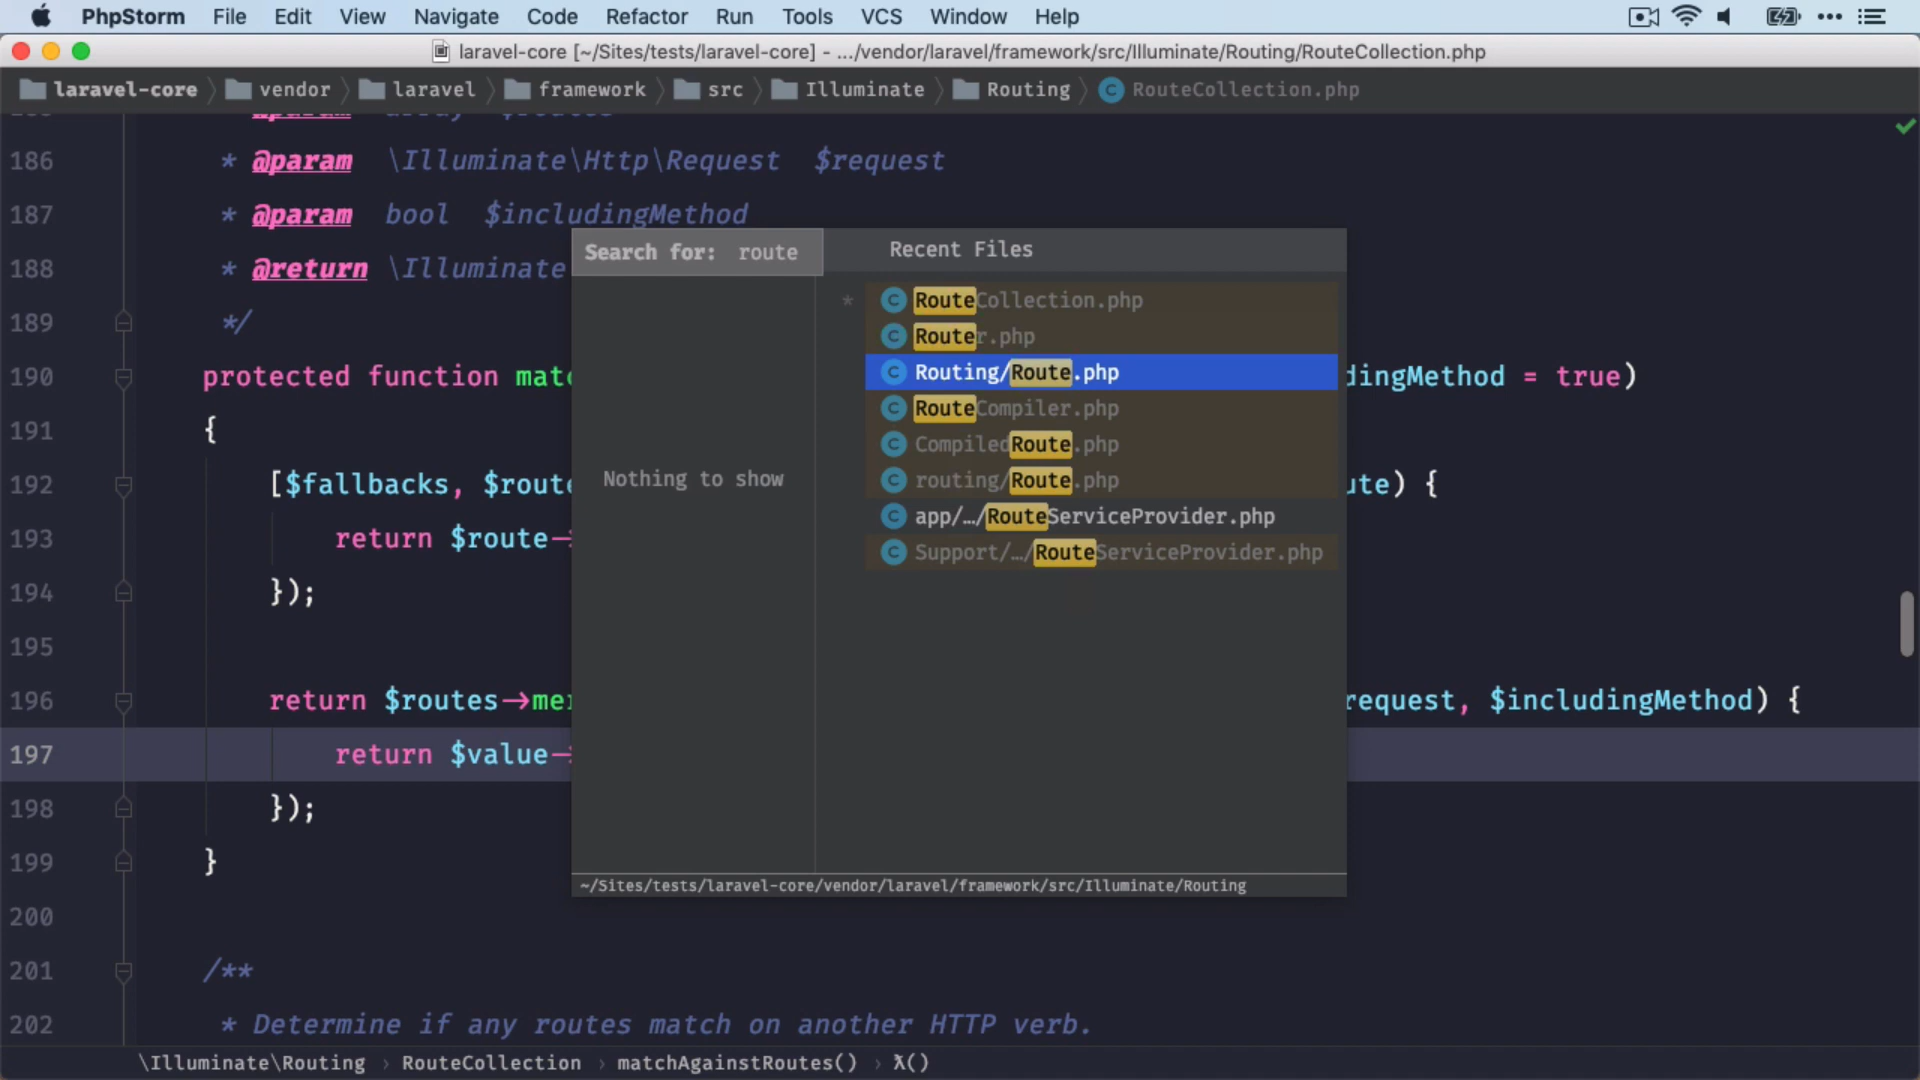 PhpStorm File Edit View Navigate Code Refactor Run Tools VCS Window Help
laravel-core [~/Sites/tests/laravel-core] - .../vendor/laravel/framework/src/Illuminate/Routing/RouteCollection.php
laravel-core vendor laravel framework src Illuminate Routing RouteCollection.php
186 * @param \Illuminate\Http\Request $request
187 * @param bool $includingMethod
188 * @return \Illuminate
189 */
190 protected function matc dingMethod = true)
191 {
192 [$fallbacks, $route ute) {
193 return $route->
194 });
195
196 return $routes->mer request, $includingMethod) {
197 return $value->
198 });
199 }
200
201 /**
202 * Determine if any routes match on another HTTP verb.
Search for: route
Recent Files
* RouteCollection.php
Router.php
Routing/Route.php
RouteCompiler.php
CompiledRoute.php
routing/Route.php
app/…/RouteServiceProvider.php
Support/…/RouteServiceProvider.php
Nothing to show
~/Sites/tests/laravel-core/vendor/laravel/framework/src/Illuminate/Routing
\Illuminate\Routing › RouteCollection › matchAgainstRoutes() › λ()